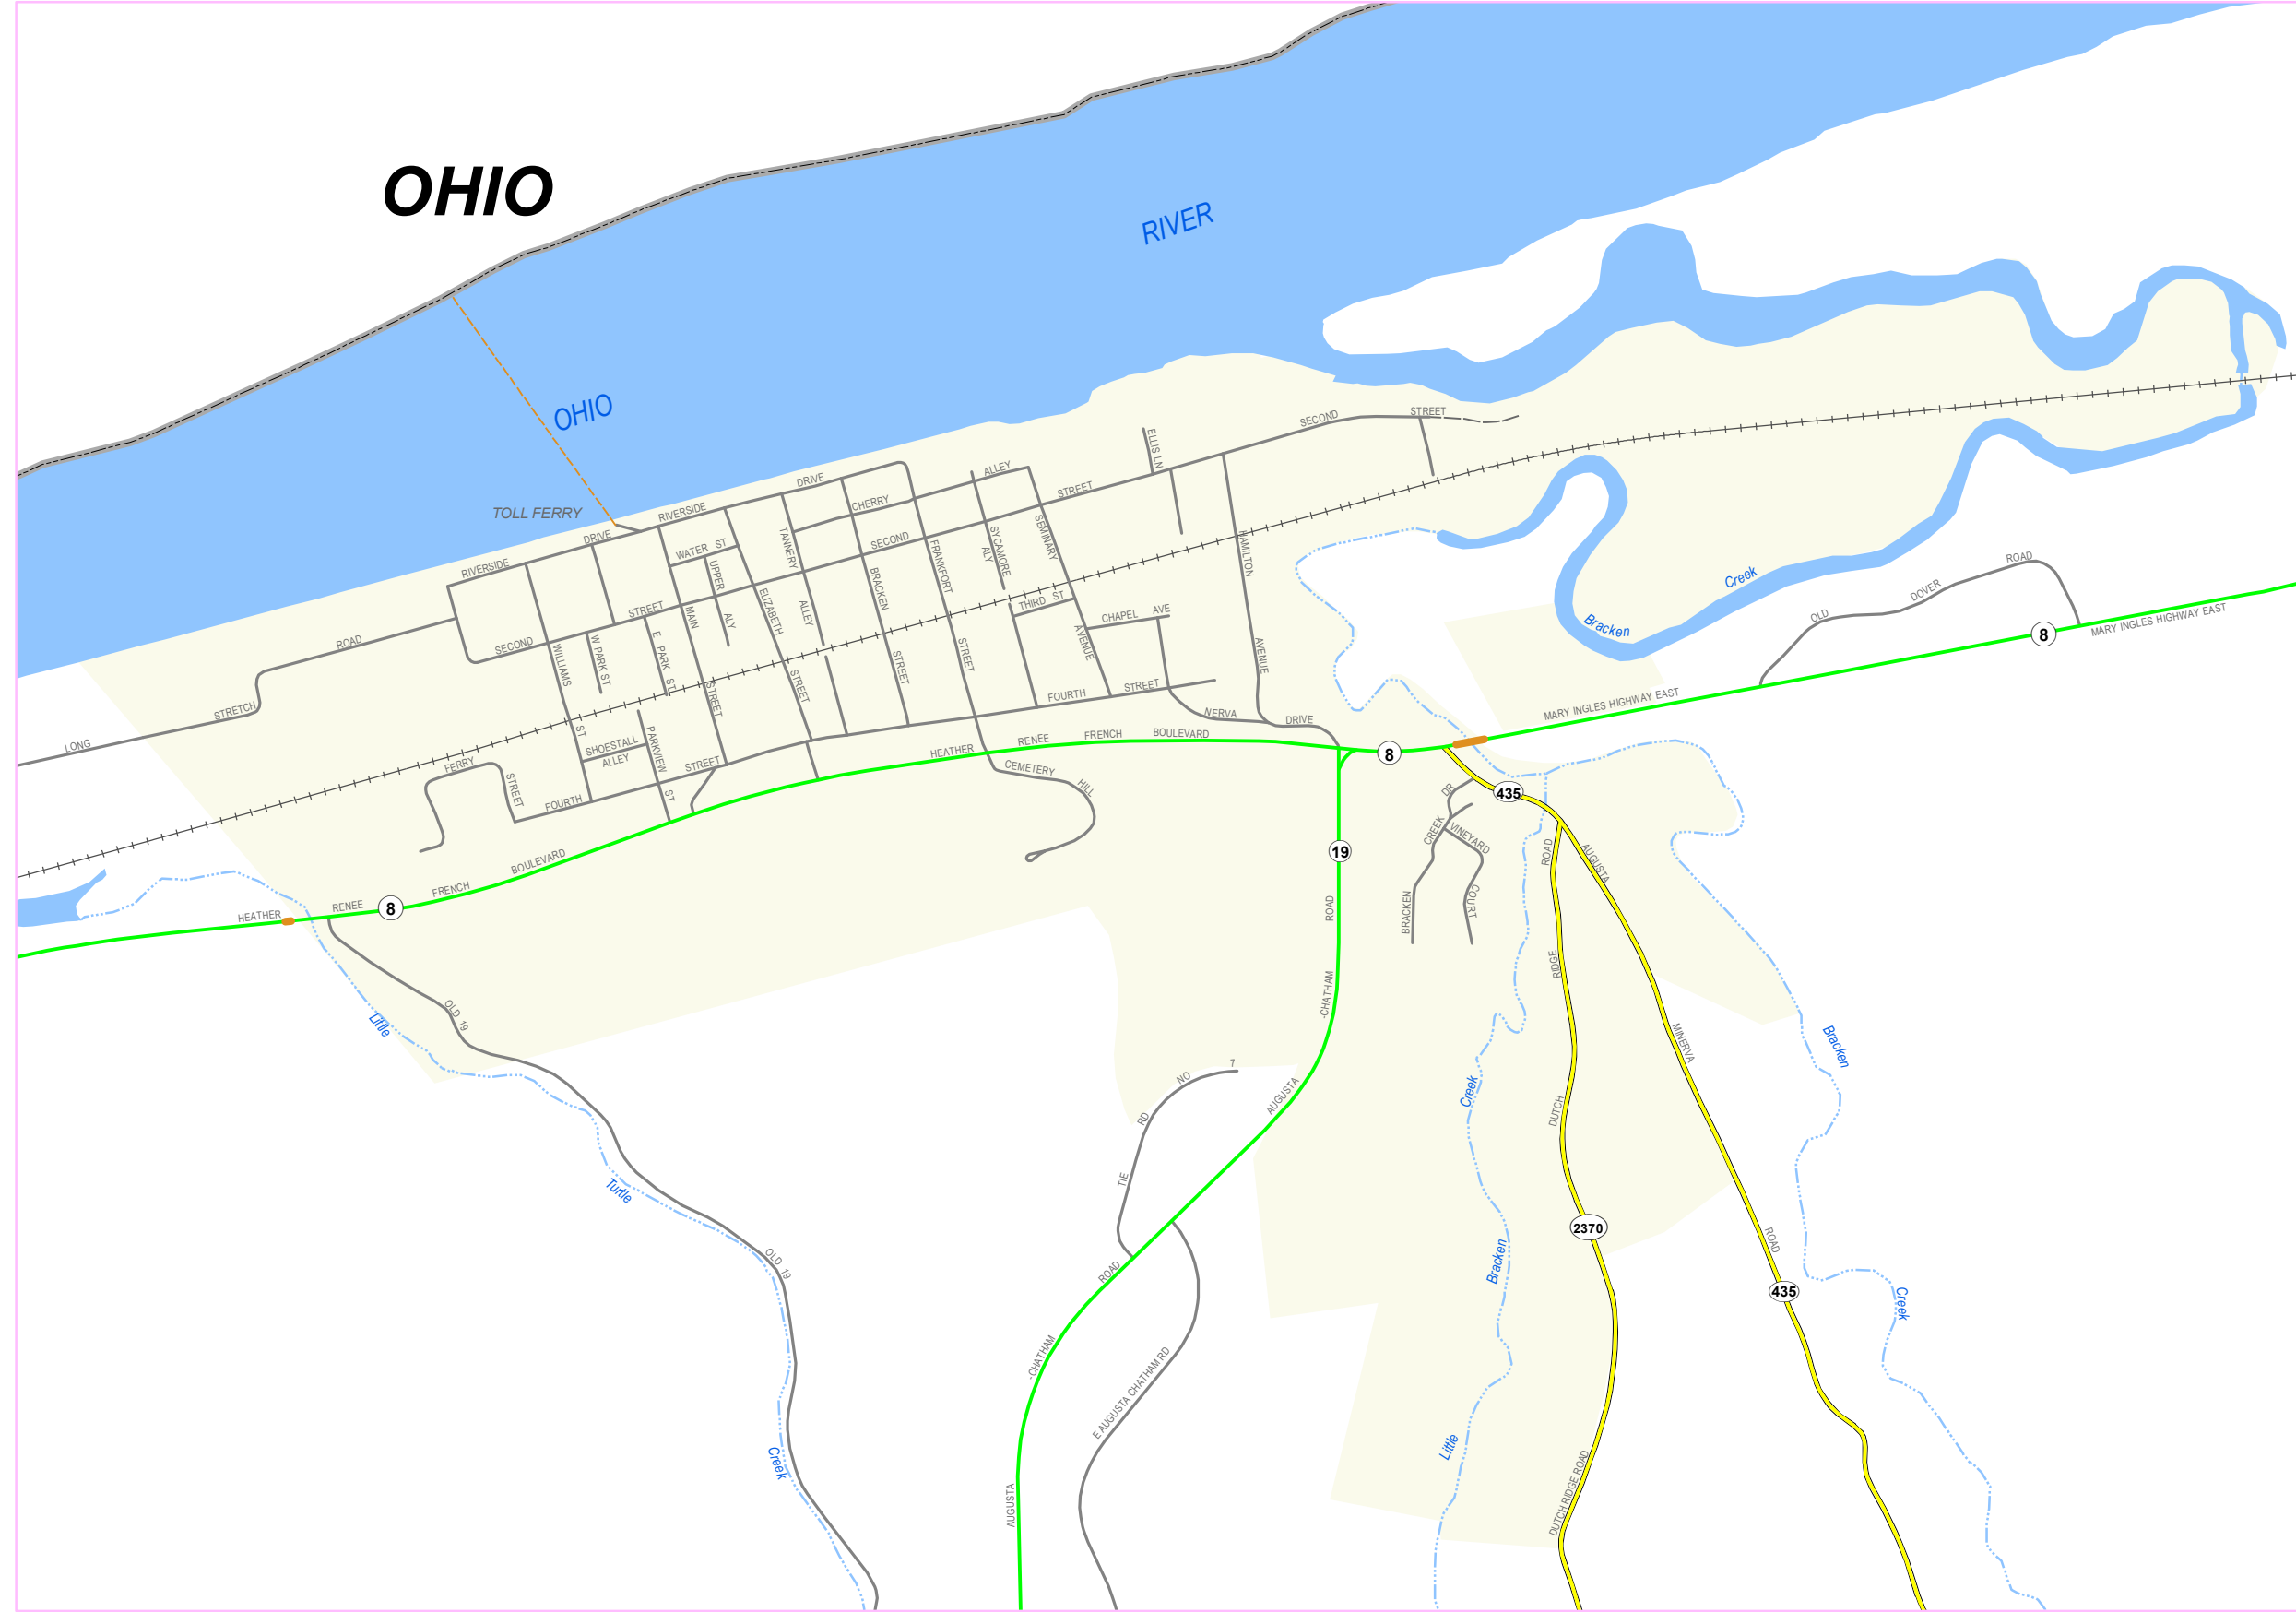 OHIO
RIVER
OHIO
TOLL FERRY
RIVERSIDE
DRIVE
RIVERSIDE
DRIVE
CHERRY
ALLEY
ELLIS LN
SECOND
STREET
WATER ST
UPPER
ALY
TANNERY
ALLEY
SECOND
STREET
SYCAMORE
ALY
SEMINARY
AVENUE
HAMILTON
AVENUE
LONG
STRETCH
ROAD
SECOND
STREET
WILLIAMS
ST
W PARK ST
E PARK ST
MAIN
STREET
ELIZABETH
STREET
BRACKEN
STREET
FRANKFORT
STREET
THIRD ST
CHAPEL AVE
FOURTH
STREET
NERVA
DRIVE
SHOESTALL
ALLEY
PARKVIEW
ST
FERRY
STREET
FOURTH
STREET
CEMETERY
HILL
HEATHER
RENEE
FRENCH
BOULEVARD
HEATHER
RENEE
FRENCH
BOULEVARD
8
8
8
MARY INGLES HIGHWAY EAST
MARY INGLES HIGHWAY EAST
OLD
DOVER
ROAD
Bracken
Creek
435
19
DR
CREEK
BRACKEN
VINEYARD
COURT
ROAD
RIDGE
DUTCH
2370
DUTCH RIDGE ROAD
AUGUSTA
MINERVA
ROAD
435
Bracken
Creek
Creek
Bracken
Little
ROAD
-CHATHAM
AUGUSTA
ROAD
-CHATHAM
AUGUSTA
TIE
RD
NO
7
E AUGUSTA CHATHAM RD
OLD 19
OLD 19
Little
Turtle
Creek